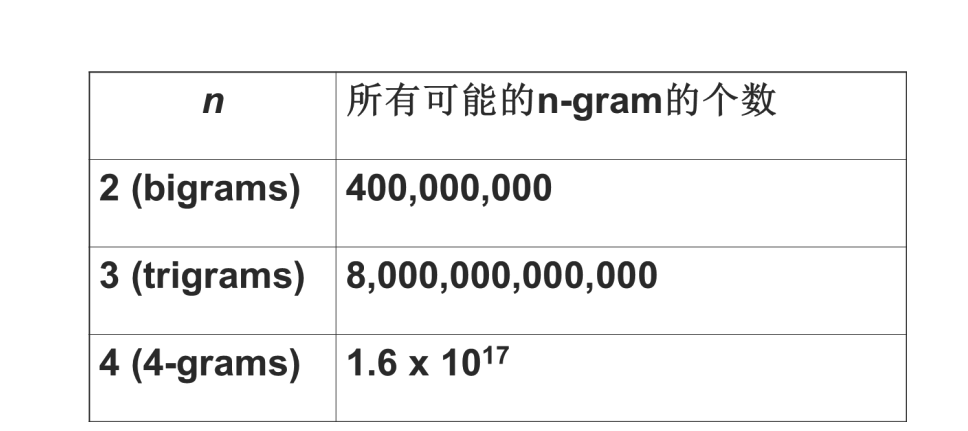 n 所有可能的n-gram的个数
2 (bigrams) 400,000,000
3 (trigrams) 8,000,000,000,000
4 (4-grams) 1.6 x 10¹⁷